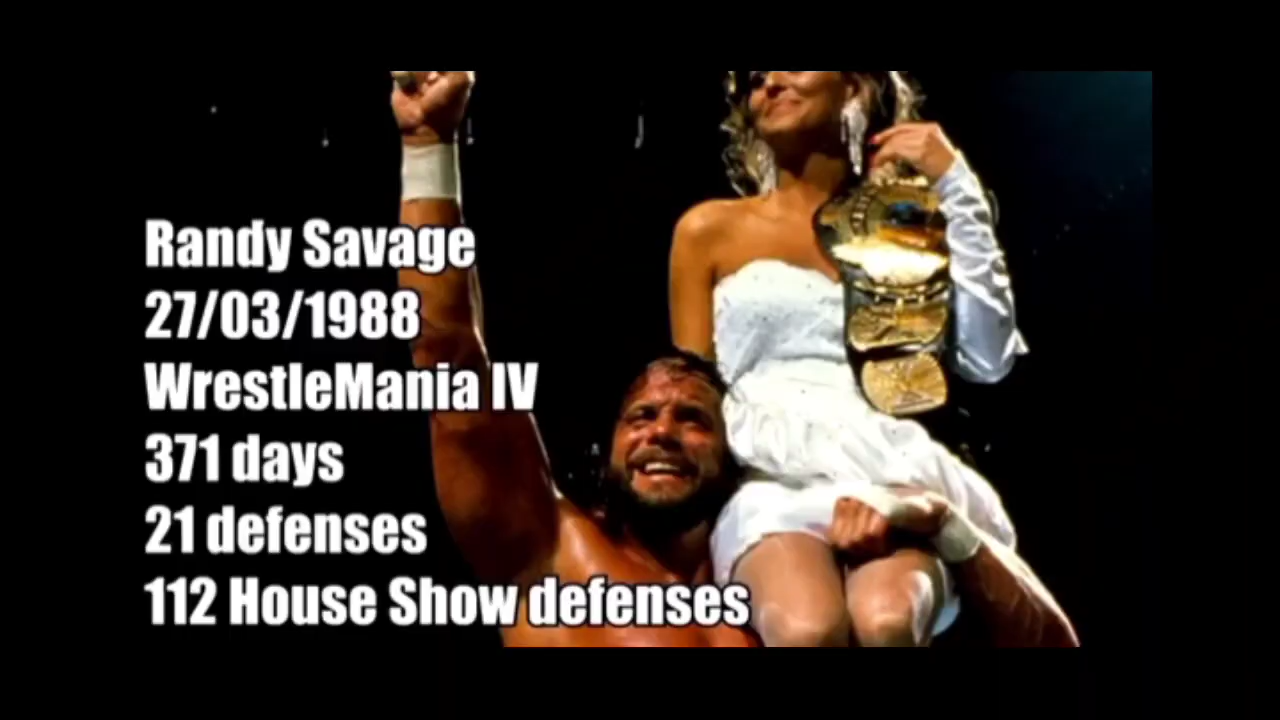 Randy Savage
27/03/1988
WrestleMania IV
371 days
21 defenses
112 House Show defenses